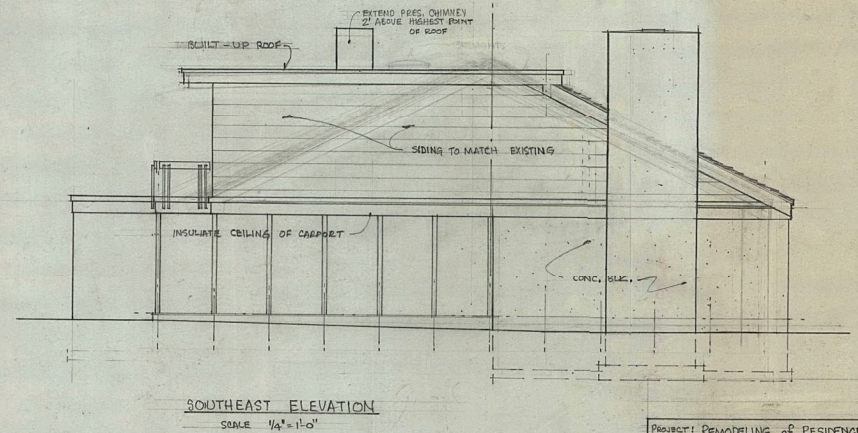 EXTEND PRES. CHIMNEY
2' ABOVE HIGHEST POINT
OF ROOF
BUILT-UP ROOF
SIDING TO MATCH EXISTING
INSULATE CEILING OF CARPORT
CONC. BLK.
SOUTHEAST ELEVATION
SCALE 1/4"=1'-0"
PROJECT: REMODELING of RESIDENCE